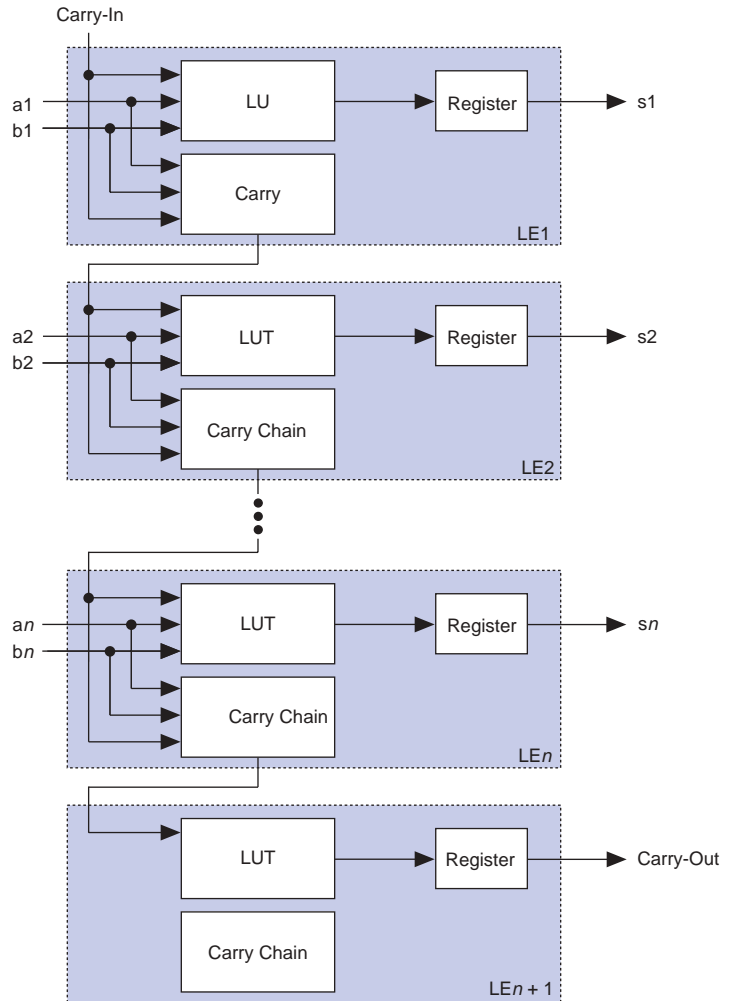 Carry-In
a1
b1
LU
Register
s1
Carry
LE1
a2
b2
LUT
Register
s2
Carry Chain
LE2
an
bn
LUT
Register
sn
Carry Chain
LEn
LUT
Register
Carry-Out
Carry Chain
LEn + 1